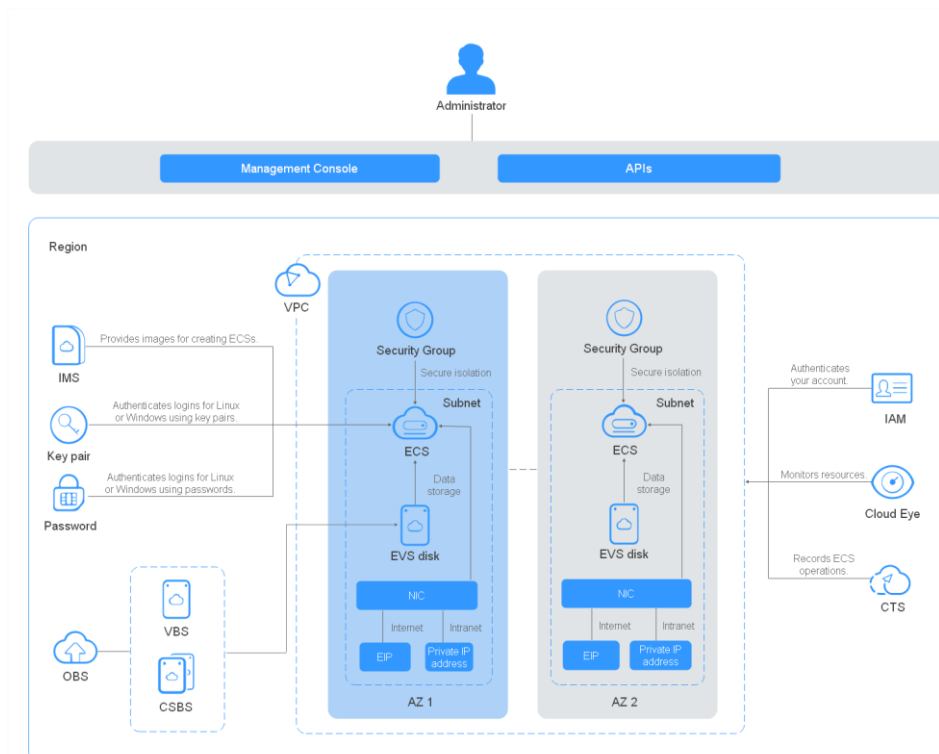 Administrator
Management Console
APIs
Region
VPC
Security Group
Secure isolation
Subnet
ECS
Data
storage
EVS disk
NIC
Internet
Intranet
EIP
Private IP
address
AZ 1
Security Group
Secure isolation
Subnet
ECS
Data
storage
EVS disk
NIC
Internet
Intranet
EIP
Private IP
address
AZ 2
Provides images for creating ECSs.
IMS
Authenticates logins for Linux
or Windows using key pairs.
Key pair
Authenticates logins for Linux
or Windows using passwords.
Password
VBS
OBS
CSBS
Authenticates
your account.
IAM
Monitors resources.
Cloud Eye
Records ECS
operations.
CTS